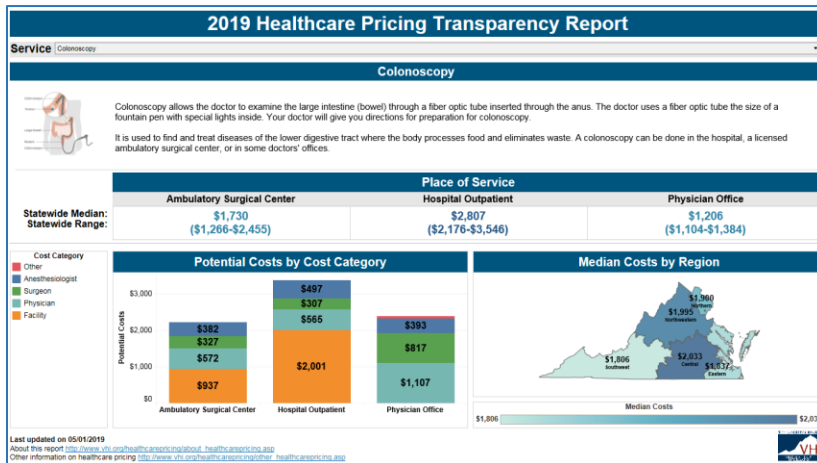 2019 Healthcare Pricing Transparency Report
Service Colonoscopy
Colonoscopy
Colonoscopy allows the doctor to examine the large intestine (bowel) through a fiber optic tube inserted through the anus. The doctor uses a fiber optic tube the size of a
fountain pen with special lights inside. Your doctor will give you directions for preparation for colonoscopy.
It is used to find and treat diseases of the lower digestive tract where the body processes food and eliminates waste. A colonoscopy can be done in the hospital, a licensed
ambulatory surgical center, or in some doctors' offices.
Place of Service
Ambulatory Surgical Center Hospital Outpatient Physician Office
Statewide Median: $1,730 $2,807 $1,206
Statewide Range: ($1,266-$2,455) ($2,176-$3,546) ($1,104-$1,384)
Cost Category
Other
Anesthesiologist
Surgeon
Physician
Facility
Potential Costs by Cost Category
Potential Costs
$3,000
$2,000
$1,000
$0
$382
$327
$572
$937
$497
$307
$565
$2,001
$393
$817
$1,107
Ambulatory Surgical Center Hospital Outpatient Physician Office
Median Costs by Region
$1,900
Northern
$1,995
Northwestern
$1,806
Southwest
$2,033
Central
$1,837
Eastern
Median Costs
$1,806 $2,03
Last updated on 05/01/2019
About this report http://www.vhi.org/healthcarepricing/about_healthcarepricing.asp
Other information on healthcare pricing http://www.vhi.org/healthcarepricing/other_healthcarepricing.asp
VH